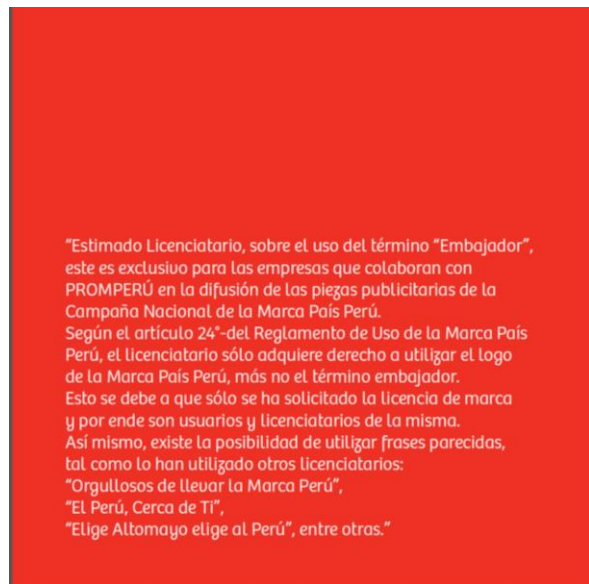 “Estimado Licenciatario, sobre el uso del término “Embajador”,
este es exclusivo para las empresas que colaboran con
PROMPERÚ en la difusión de las piezas publicitarias de la
Campaña Nacional de la Marca País Perú.
Según el artículo 24°-del Reglamento de Uso de la Marca País
Perú, el licenciatario sólo adquiere derecho a utilizar el logo
de la Marca País Perú, más no el término embajador.
Esto se debe a que sólo se ha solicitado la licencia de marca
y por ende son usuarios y licenciatarios de la misma.
Así mismo, existe la posibilidad de utilizar frases parecidas,
tal como lo han utilizado otros licenciatarios:
“Orgullosos de llevar la Marca Perú”,
“El Perú, Cerca de Ti”,
“Elige Altomayo elige al Perú”, entre otras.”